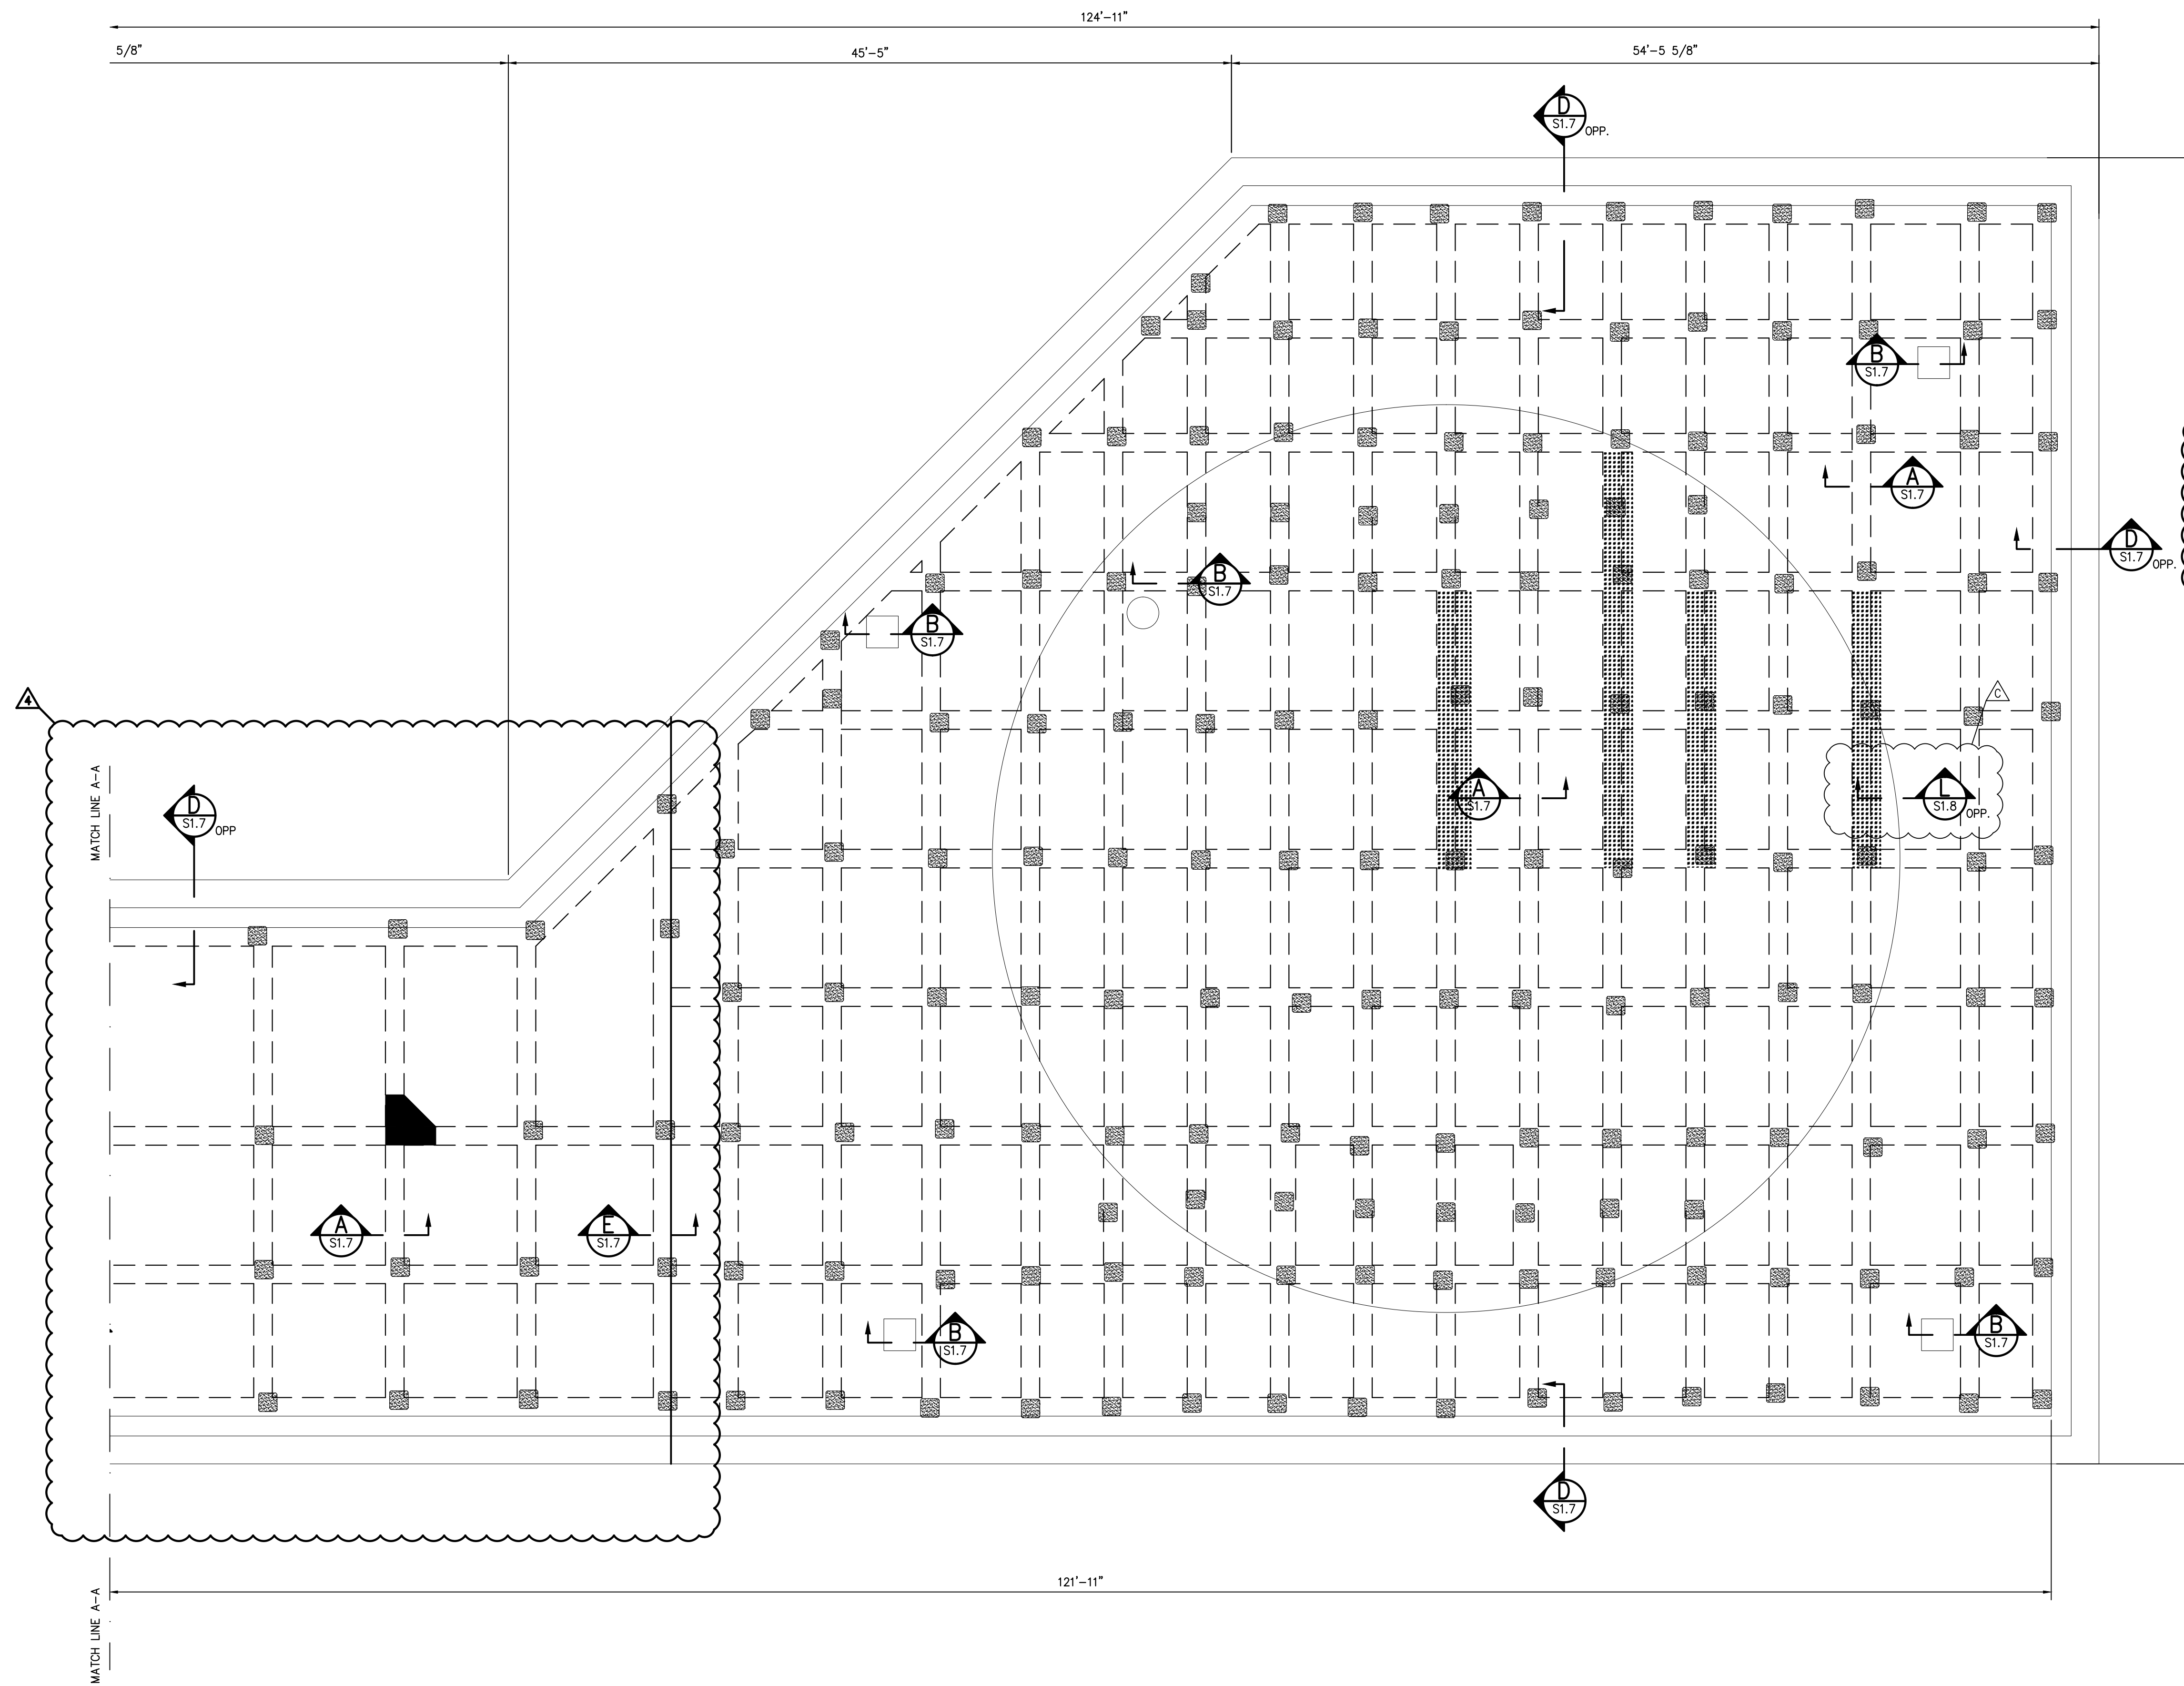 124'-11"
5/8"
45'-5"
54'-5 5/8"
D
S1.7
OPP.
B
S1.7
A
S1.7
D
S1.7
OPP.
B
S1.7
B
S1.7
4
C
MATCH LINE A-A
D
S1.7
OPP
A
S1.7
L
S1.8
OPP.
A
S1.7
E
S1.7
B
S1.7
B
S1.7
D
S1.7
121'-11"
MATCH LINE A-A